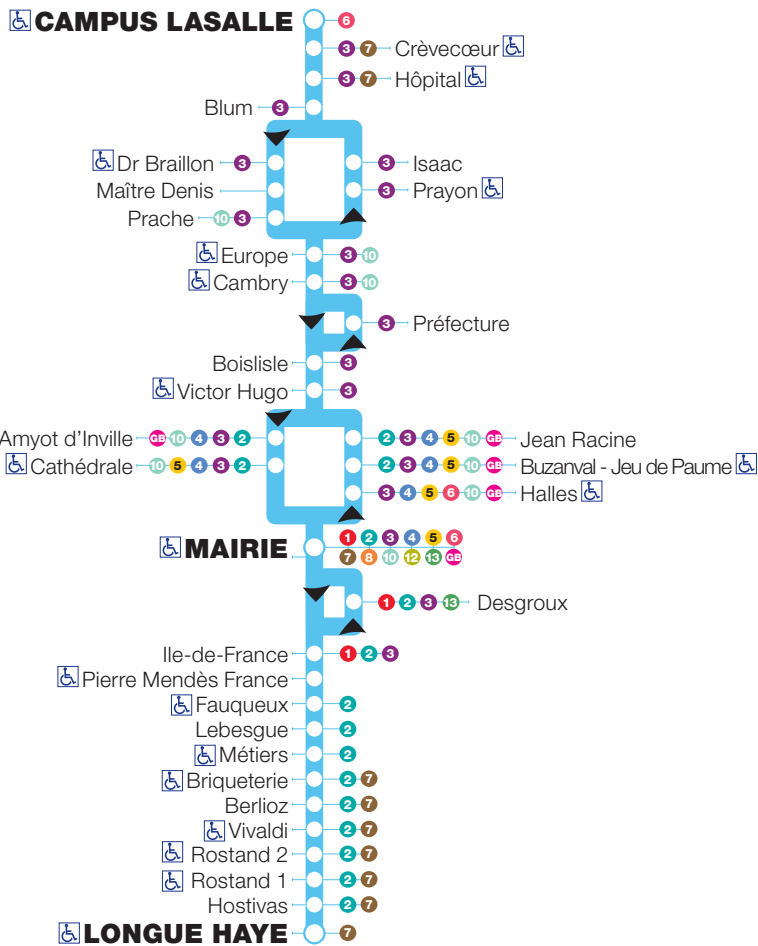 CAMPUS LASALLE 6
3 7 Crèvecœur
3 7 Hôpital
Blum 3
Dr Braillon 3
3 Isaac
Maître Denis
3 Prayon
Prache 10 3
Europe 3 10
Cambry 3 10
3 Préfecture
Boislisle 3
Victor Hugo 3
Amyot d'Inville GB 10 4 3 2
2 3 4 5 10 GB Jean Racine
Cathédrale 10 5 4 3 2
2 3 4 5 10 GB Buzanval - Jeu de Paume
3 4 5 6 10 GB Halles
MAIRIE 1 2 3 4 5 6
7 8 10 12 13 GB
1 2 3 13 Desgroux
Ile-de-France 1 2 3
Pierre Mendès France
Fauqueux 2
Lebesgue 2
Métiers 2
Briqueterie 2 7
Berlioz 2 7
Vivaldi 2 7
Rostand 2 2 7
Rostand 1 2 7
Hostivas 2 7
LONGUE HAYE 7